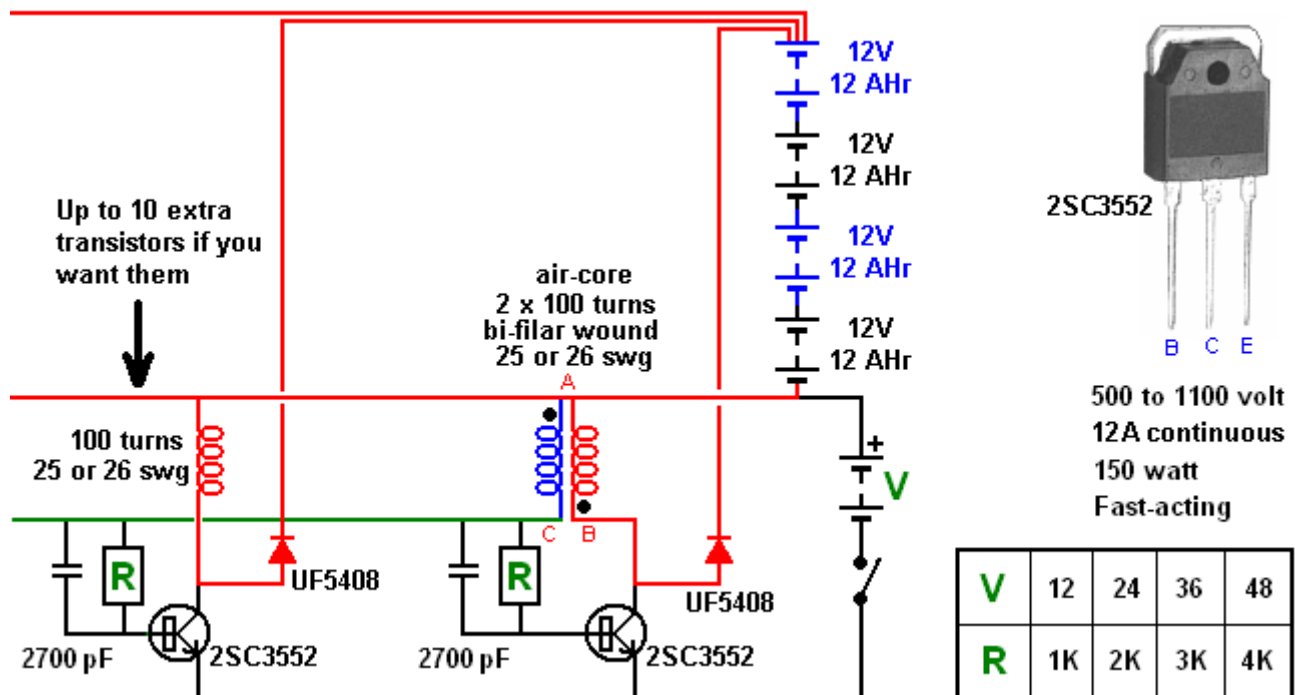 12V
12 AHr
12V
12 AHr
12V
12 AHr
12V
12 AHr
Up to 10 extra
transistors if you
want them
air-core
2 x 100 turns
bi-filar wound
25 or 26 swg
A
100 turns
25 or 26 swg
C
B
+
V
R
R
UF5408
UF5408
2700 pF
2SC3552
2700 pF
2SC3552
2SC3552
B
C
E
500 to 1100 volt
12A continuous
150 watt
Fast-acting
V 12 24 36 48
R 1K 2K 3K 4K